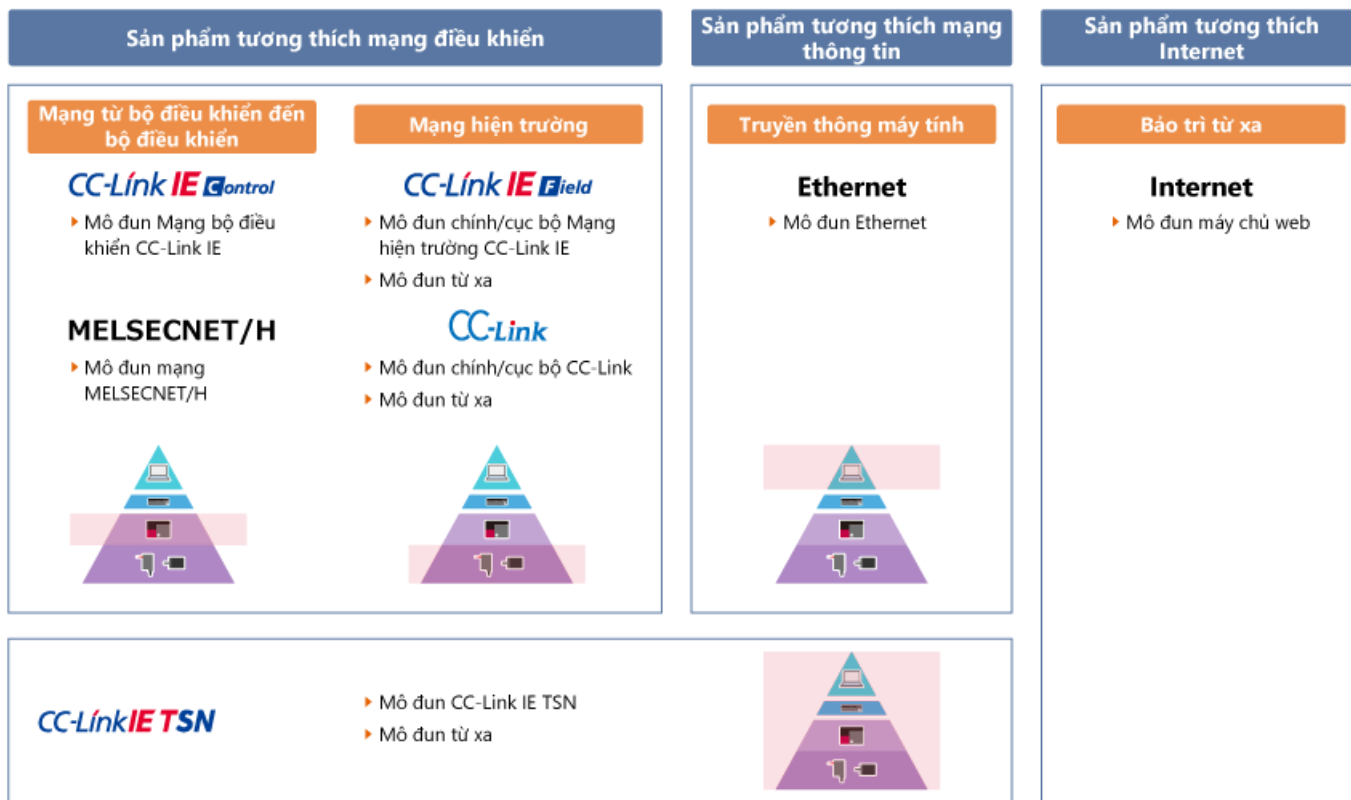 Sản phẩm tương thích mạng điều khiển
Sản phẩm tương thích mạng
thông tin
Sản phẩm tương thích
Internet
Mạng từ bộ điều khiển đến
bộ điều khiển
CC-Link IE Control
Mô đun Mạng bộ điều
khiển CC-Link IE
MELSECNET/H
Mô đun mạng
MELSECNET/H
Mạng hiện trường
CC-Link IE Field
Mô đun chính/cục bộ Mạng
hiện trường CC-Link IE
Mô đun từ xa
CC-Link
Mô đun chính/cục bộ CC-Link
Mô đun từ xa
Truyền thông máy tính
Ethernet
Mô đun Ethernet
Bảo trì từ xa
Internet
Mô đun máy chủ web
CC-Link IE TSN
Mô đun CC-Link IE TSN
Mô đun từ xa